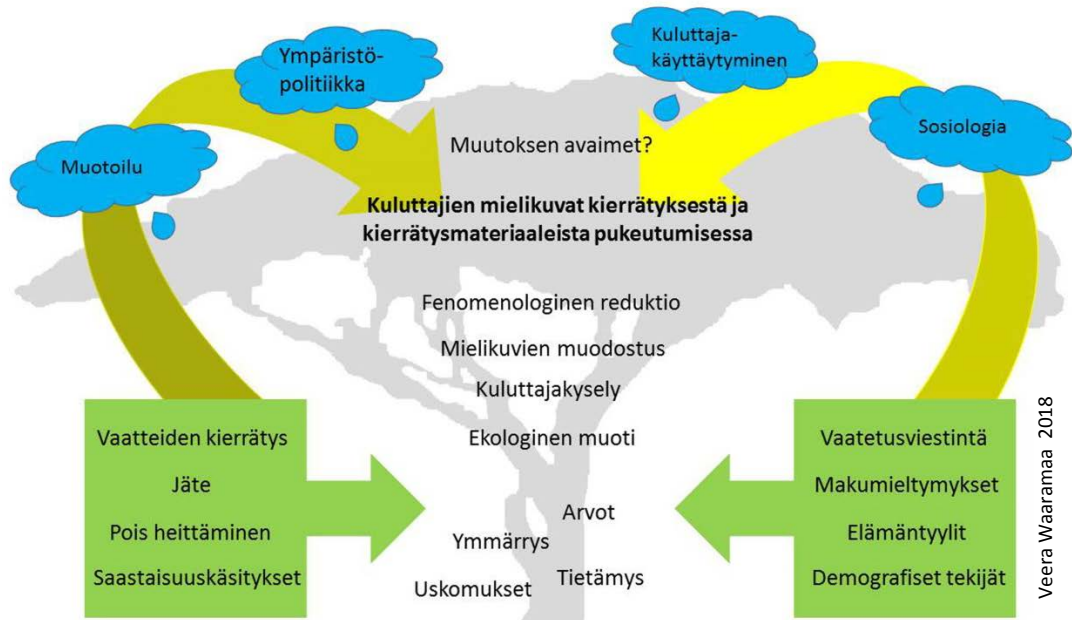 Ympäristö-
politiikka
Kuluttaja-
käyttäytyminen
Muotoilu
Sosiologia
Muutoksen avaimet?
Kuluttajien mielikuvat kierrätyksestä ja
kierrätysmateriaaleista pukeutumisessa
Fenomenologinen reduktio
Mielikuvien muodostus
Kuluttajakysely
Ekologinen muoti
Vaatteiden kierrätys
Jäte
Pois heittäminen
Saastaisuuskäsitykset
Arvot
Ymmärrys
Uskomukset
Tietämys
Vaatetusviestintä
Makumieltymykset
Elämäntyylit
Demografiset tekijät
Veera Waaramaa 2018